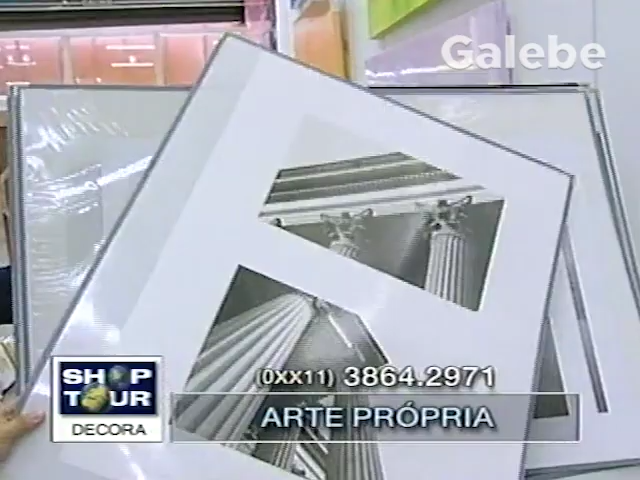 Galebe
SHOP
TOUR
DECORA
(0XX11) 3864.2971
ARTE PRÓPRIA